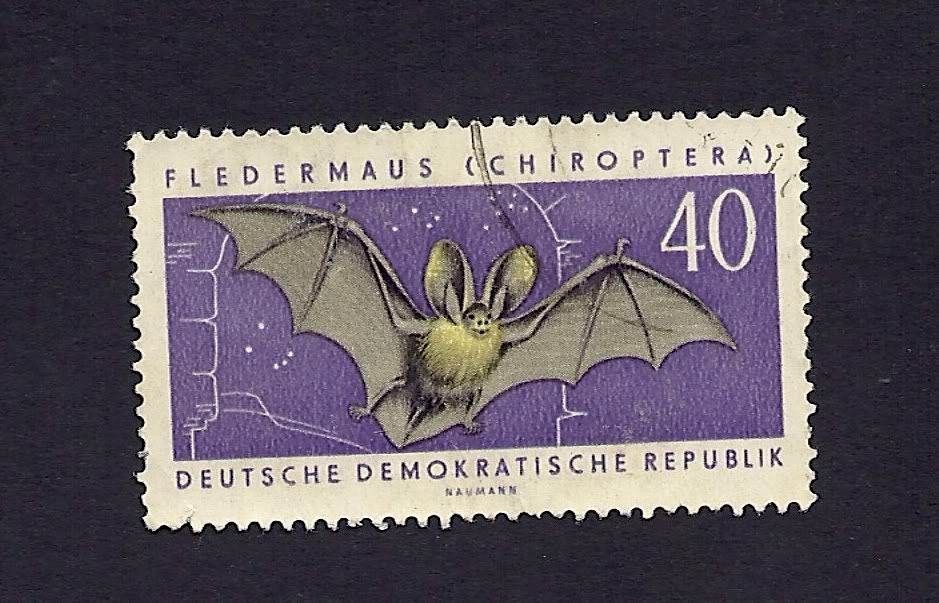 FLEDERMAUS (CHIROPTERA)
40
DEUTSCHE DEMOKRATISCHE REPUBLIK
NAUMANN